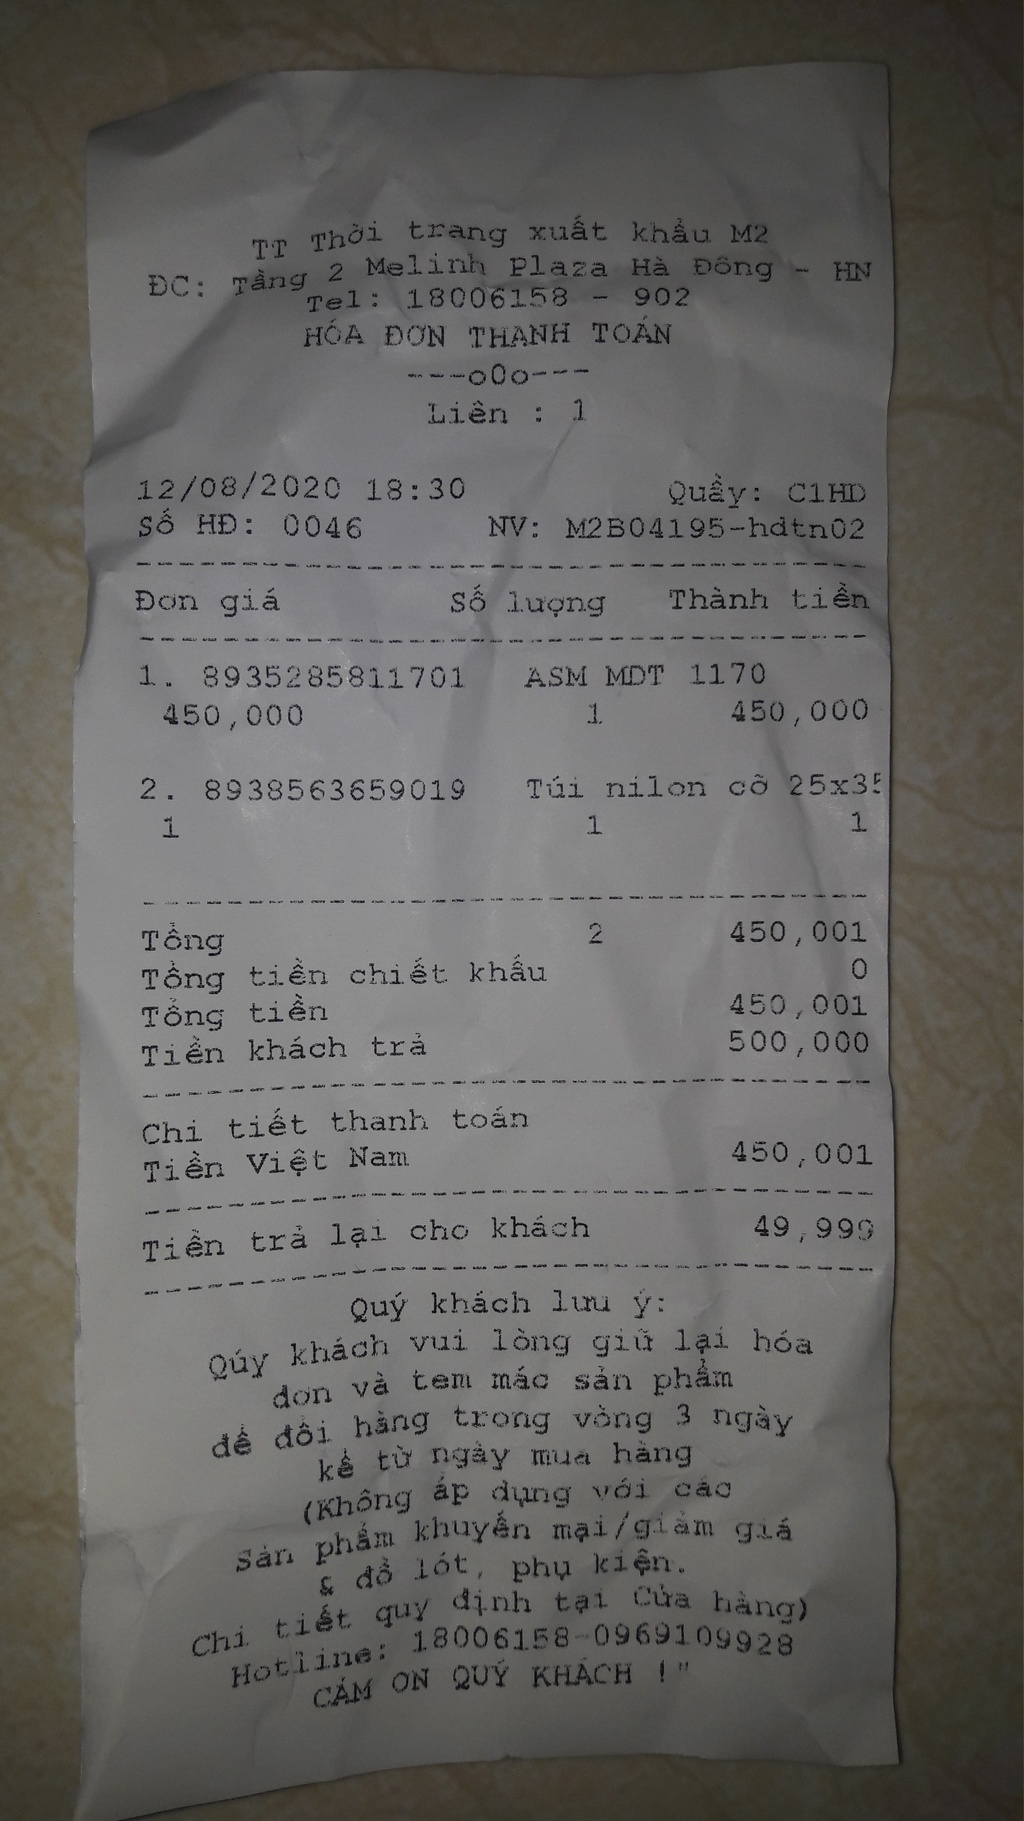 TT Thời trang xuất khẩu M2
ĐC: Tầng 2 Melinh Plaza Hà Đông - HN
Tel: 18006158 - 902
HÓA ĐƠN THANH TOÁN
---oOo---
Liên : 1
12/08/2020 18:30 Quầy: C1HD
Số HĐ: 0046 NV: M2B04195-hdtn02
Đơn giá Số lượng Thành tiền
1. 8935285811701 ASM MDT 1170
450,000 1 450,000
2. 8938563659019 Túi nilon cỡ 25x35
1 1 1
Tổng 2 450,001
Tổng tiền chiết khấu 0
Tổng tiền 450,001
Tiền khách trả 500,000
Chi tiết thanh toán
Tiền Việt Nam 450,001
Tiền trả lại cho khách 49,999
Quý khách lưu ý:
Qúy khách vui lòng giữ lại hóa
đơn và tem mác sản phẩm
để đổi hàng trong vòng 3 ngày
kể từ ngày mua hàng
(Không áp dụng với các
Sản phẩm khuyến mại/giảm giá
& đồ lót, phụ kiện.
Chi tiết quy định tại Cửa hàng)
Hotline: 18006158-0969109928
CÁM ƠN QUÝ KHÁCH !"